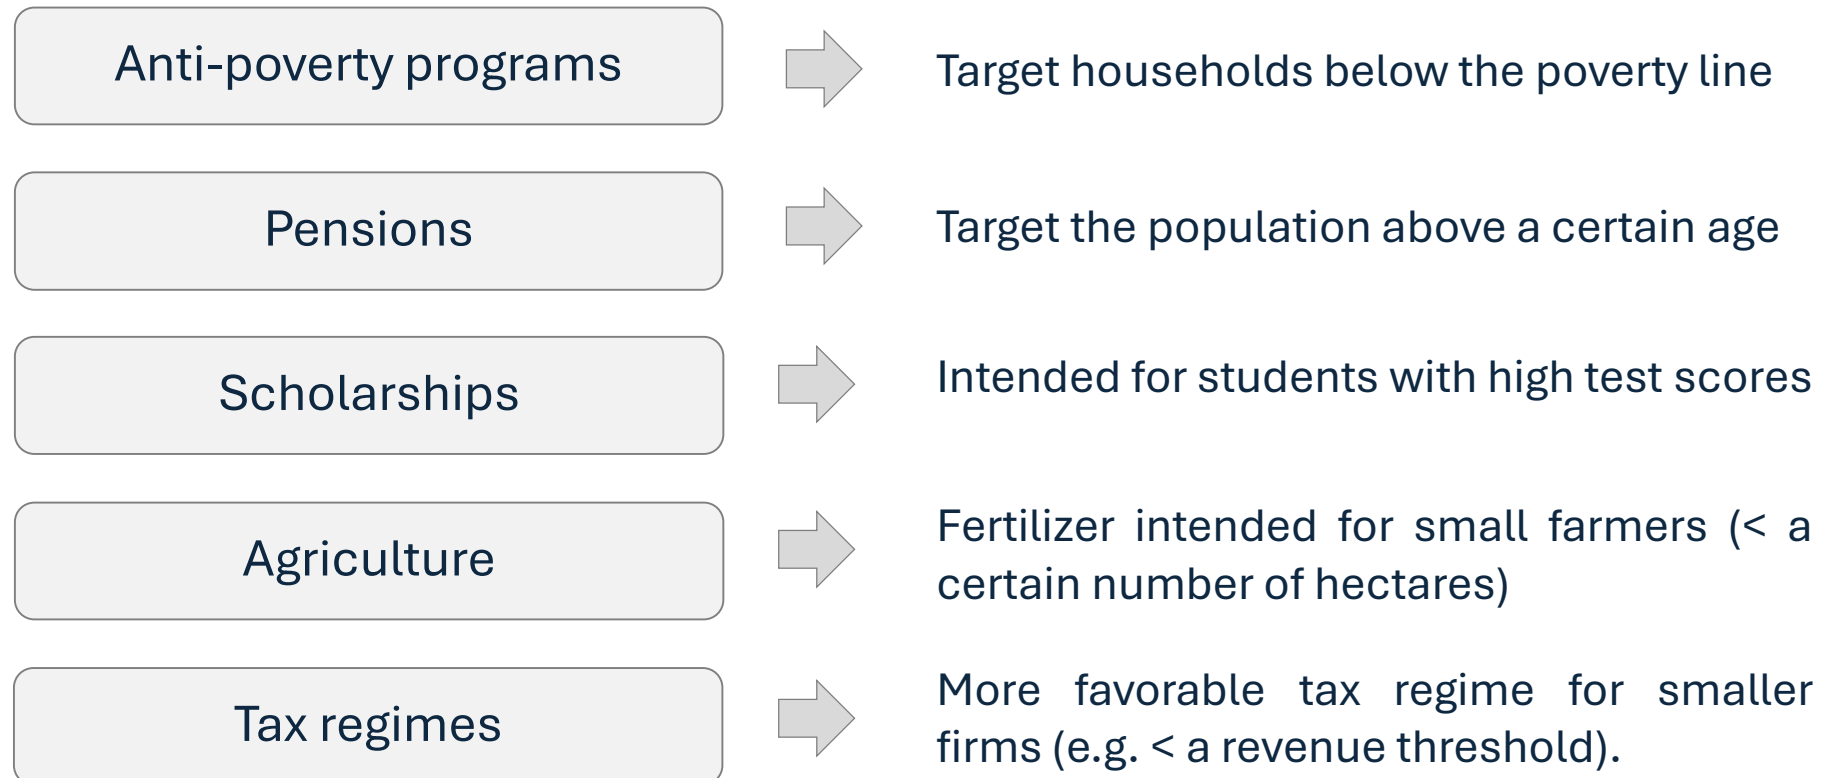 Anti-poverty programs
Target households below the poverty line
Pensions
Target the population above a certain age
Scholarships
Intended for students with high test scores
Agriculture
Fertilizer intended for small farmers (< a
certain number of hectares)
Tax regimes
More favorable tax regime for smaller
firms (e.g. < a revenue threshold).